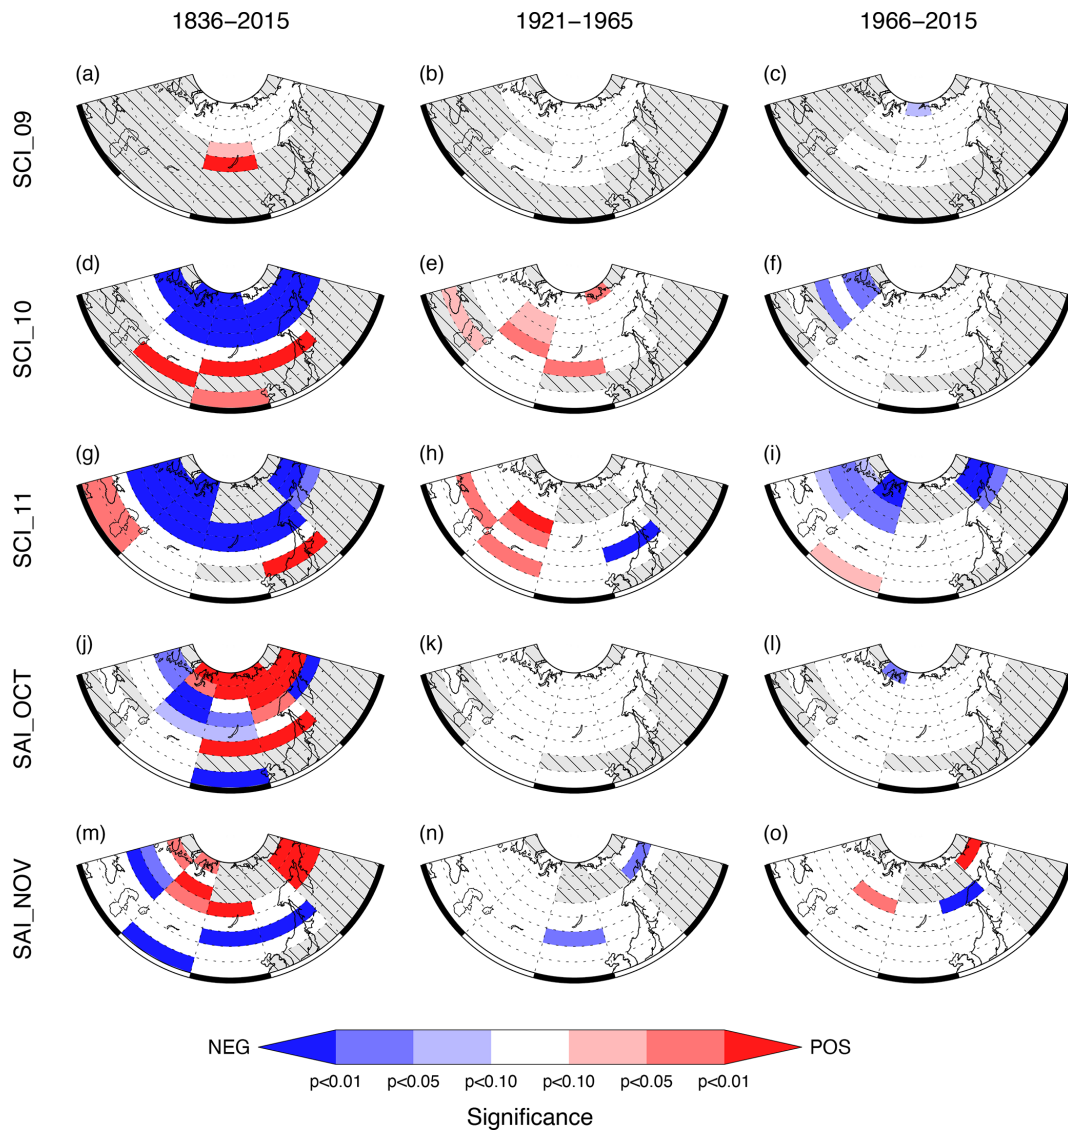 1836−2015 1921−1965 1966−2015
(a) (b) (c)
SCI_09
(d) (e) (f)
SCI_10
(g) (h) (i)
SCI_11
(j) (k) (l)
SAI_OCT
(m) (n) (o)
SAI_NOV
NEG POS
p<0.01 p<0.05 p<0.10 p<0.10 p<0.05 p<0.01
Significance